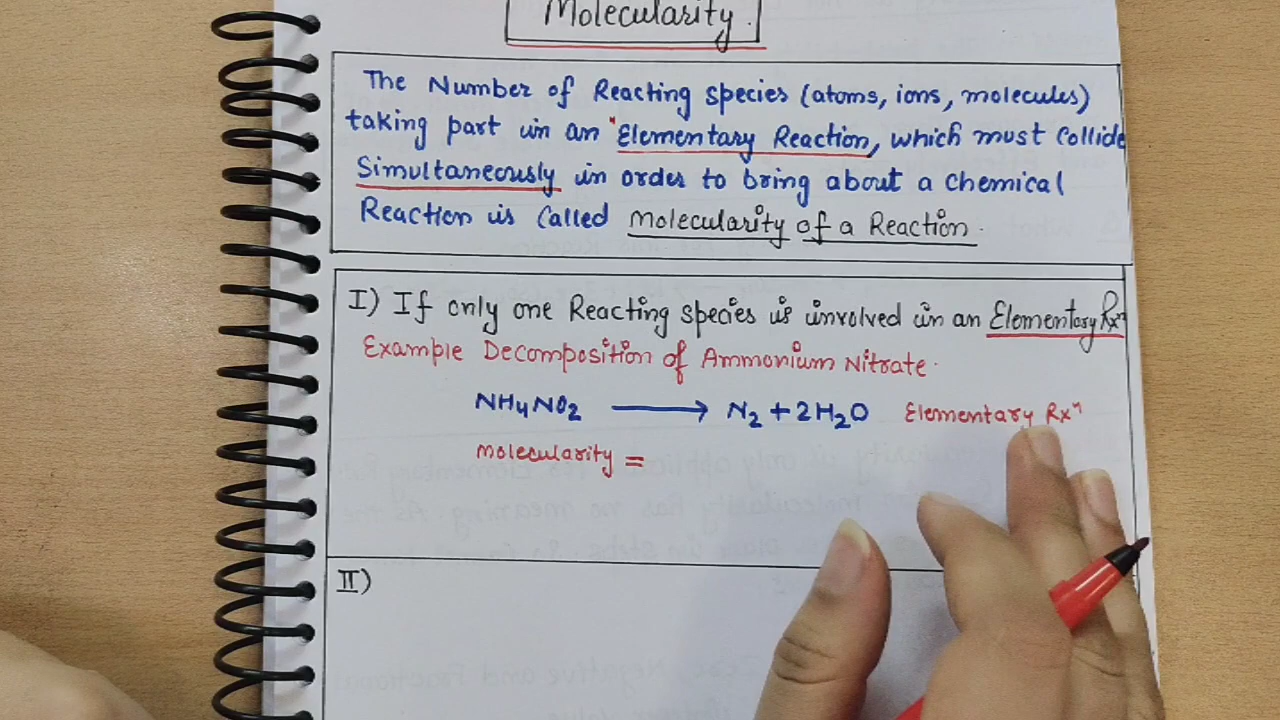 Molecularity.
The Number of Reacting species (atoms, ions, molecules)
taking part in an "Elementary Reaction, which must collide
Simultaneously in order to bring about a chemical
Reaction is called Molecularity of a Reaction.
I) If only one Reacting species is involved in an Elementary Rxⁿ
Example Decomposition of Ammonium Nitrate.
NH₄NO₂ ⟶ N₂ + 2H₂O Elementary Rxⁿ
Molecularity =
II)